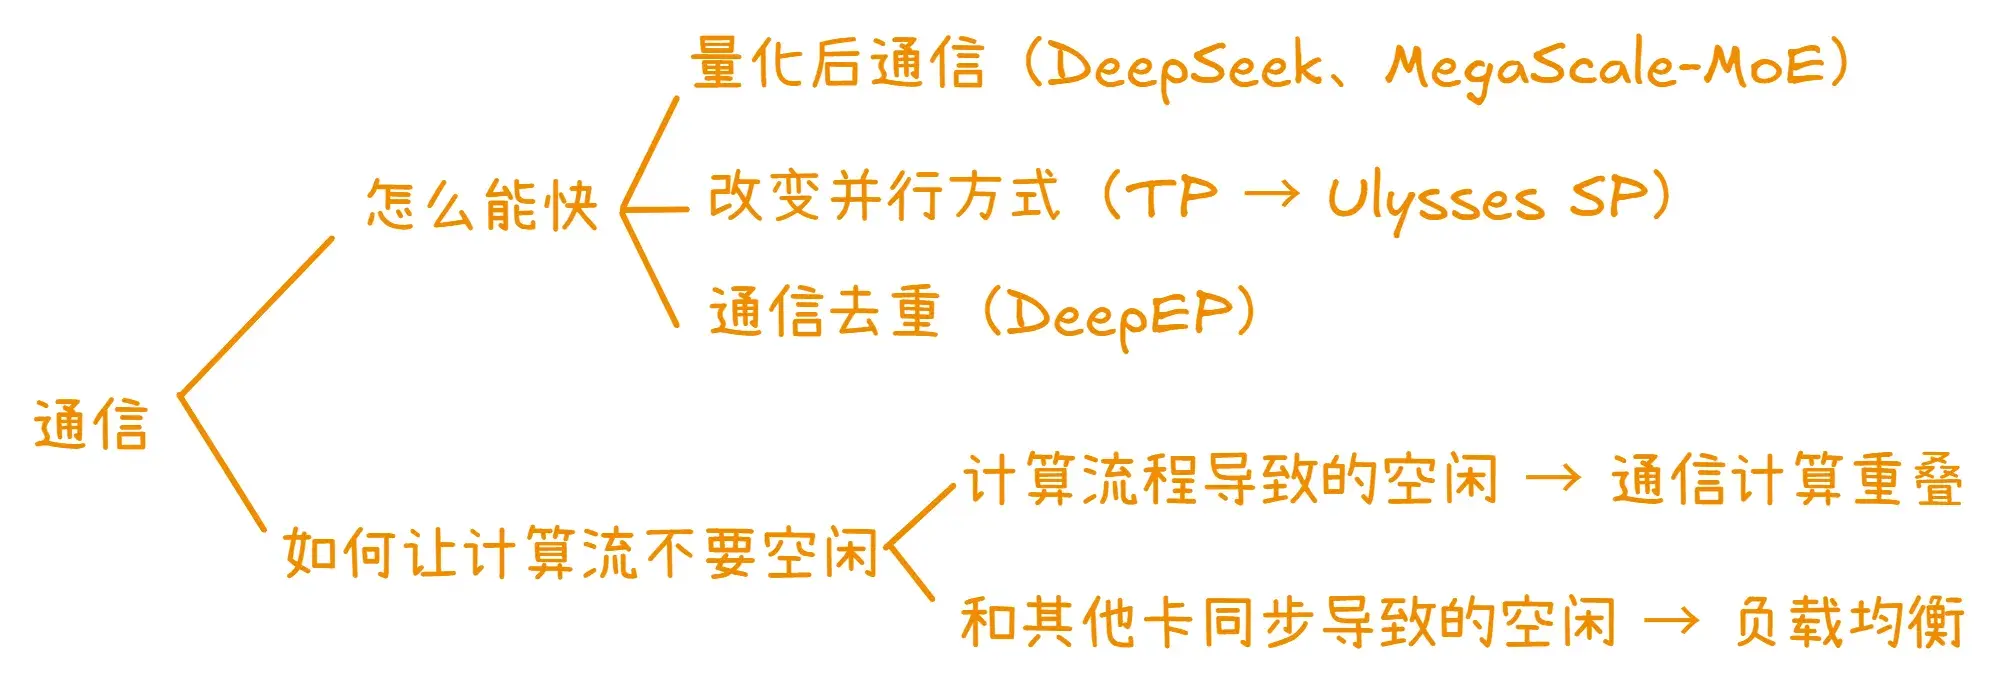 量化后通信（DeepSeek、MegaScale-MoE）
怎么能快
改变并行方式（TP → Ulysses SP）
通信去重（DeepEP）
通信
计算流程导致的空闲 → 通信计算重叠
如何让计算流不要空闲
和其他卡同步导致的空闲 → 负载均衡